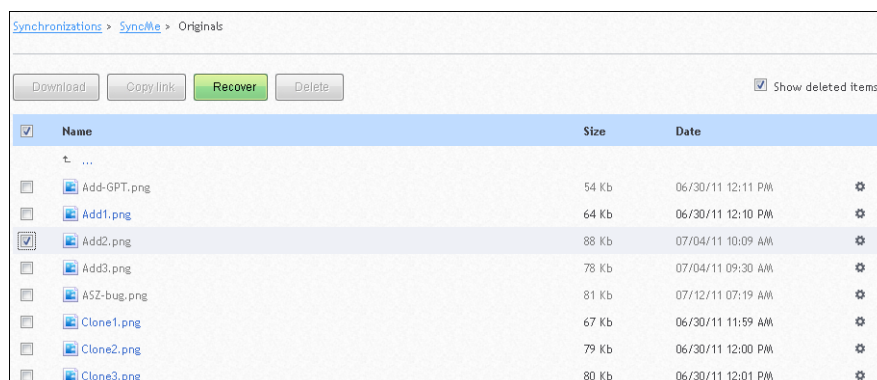 Synchronizations > SyncMe > Originals
Download Copy link Recover Delete Show deleted items
Name Size Date
...
Add-GPT.png 54 Kb 06/30/11 12:11 PM
Add1.png 64 Kb 06/30/11 12:10 PM
Add2.png 88 Kb 07/04/11 10:09 AM
Add3.png 78 Kb 07/04/11 09:30 AM
ASZ-bug.png 81 Kb 07/12/11 07:19 AM
Clone1.png 67 Kb 06/30/11 11:59 AM
Clone2.png 79 Kb 06/30/11 12:00 PM
Clone3.png 80 Kb 06/30/11 12:01 PM